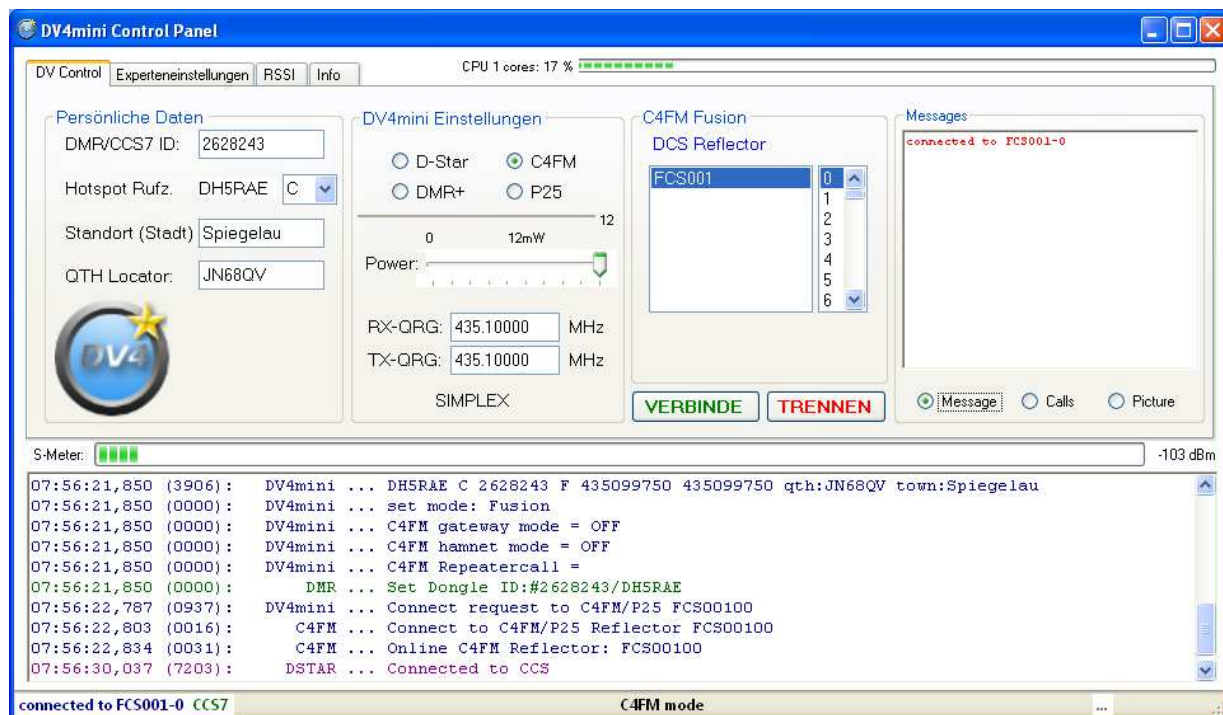 DV4mini Control Panel
DV Control Experteneinstellungen RSSI Info
CPU 1 cores: 17 %
Persönliche Daten
DMR/CCS7 ID: 2628243
Hotspot Rufz. DH5RAE C
Standort (Stadt) Spiegelau
QTH Locator: JN68QV
DV4
DV4mini Einstellungen
D-Star C4FM
DMR+ P25
12
0 12mW
Power:
RX-QRG: 435.10000 MHz
TX-QRG: 435.10000 MHz
SIMPLEX
C4FM Fusion
DCS Reflector
FCS001
0
1
2
3
4
5
6
VERBINDE TRENNEN
Messages
connected to FCS001-0
Message Calls Picture
S-Meter: -103 dBm
07:56:21,850 (3906): DV4mini ... DH5RAE C 2628243 F 435099750 435099750 qth:JN68QV town:Spiegelau
07:56:21,850 (0000): DV4mini ... set mode: Fusion
07:56:21,850 (0000): DV4mini ... C4FM gateway mode = OFF
07:56:21,850 (0000): DV4mini ... C4FM hamnet mode = OFF
07:56:21,850 (0000): DV4mini ... C4FM Repeatercall =
07:56:21,850 (0000): DMR ... Set Dongle ID:#2628243/DH5RAE
07:56:22,787 (0937): DV4mini ... Connect request to C4FM/P25 FCS00100
07:56:22,803 (0016): C4FM ... Connect to C4FM/P25 Reflector FCS00100
07:56:22,834 (0031): C4FM ... Online C4FM Reflector: FCS00100
07:56:30,037 (7203): DSTAR ... Connected to CCS
connected to FCS001-0 CCS7 C4FM mode ...